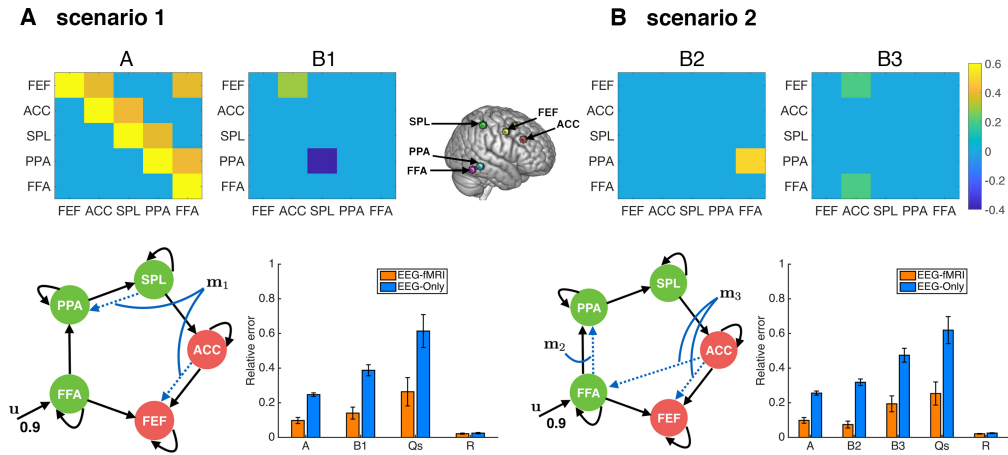 A scenario 1
B scenario 2
A
B1
B2
B3
FEF
ACC
SPL
PPA
FFA
FEF ACC SPL PPA FFA
FEF
ACC
SPL
PPA
FFA
FEF ACC SPL PPA FFA
SPL
FEF
ACC
PPA
FFA
FEF
ACC
SPL
PPA
FFA
FEF ACC SPL PPA FFA
FEF
ACC
SPL
PPA
FFA
FEF ACC SPL PPA FFA
0.6
0.4
0.2
0
-0.2
-0.4
SPL
PPA
ACC
FFA
FEF
m1
u
0.9
Relative error
1
0.8
0.6
0.4
0.2
0
EEG-fMRI
EEG-Only
A B1 Qs R
SPL
PPA
ACC
FFA
FEF
m3
m2
u
0.9
Relative error
1
0.8
0.6
0.4
0.2
0
EEG-fMRI
EEG-Only
A B2 B3 Qs R